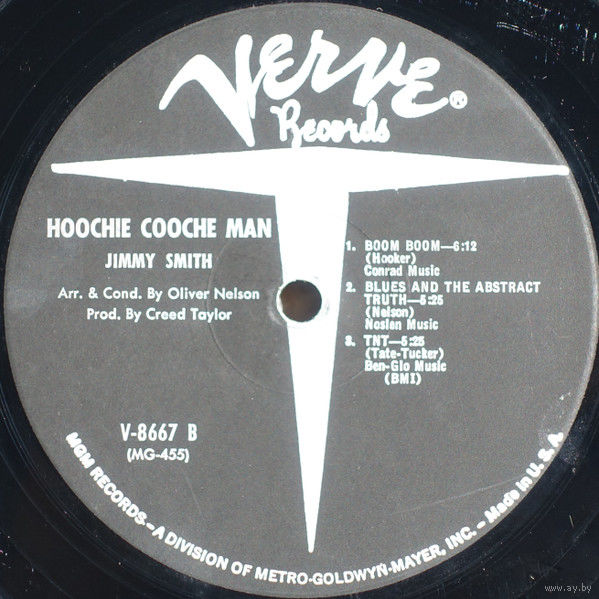 Verve®
Records
HOOCHIE COOCHE MAN
JIMMY SMITH
Arr. & Cond. By Oliver Nelson
Prod. By Creed Taylor
1. BOOM BOOM—6:12
(Hooker)
Conrad Music
2. BLUES AND THE ABSTRACT
TRUTH—5:25
(Nelson)
Noslen Music
3. TNT—5:25
(Tate-Tucker)
Ben-Glo Music
(BMI)
V-8667 B
(MG-455)
MGM RECORDS—A DIVISION OF METRO-GOLDWYN-MAYER, INC. – Made in U. S. A.
www.ay.by